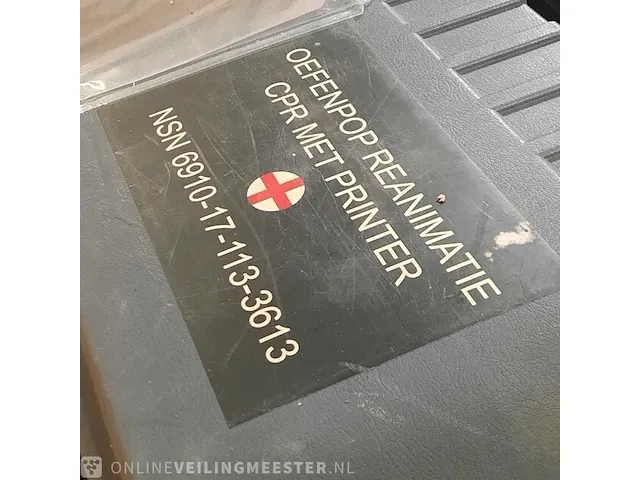 OEFENPOP REANIMATIE
CPR MET PRINTER
NSN 6910-17-113-3613
ONLINEVEILINGMEESTER.NL